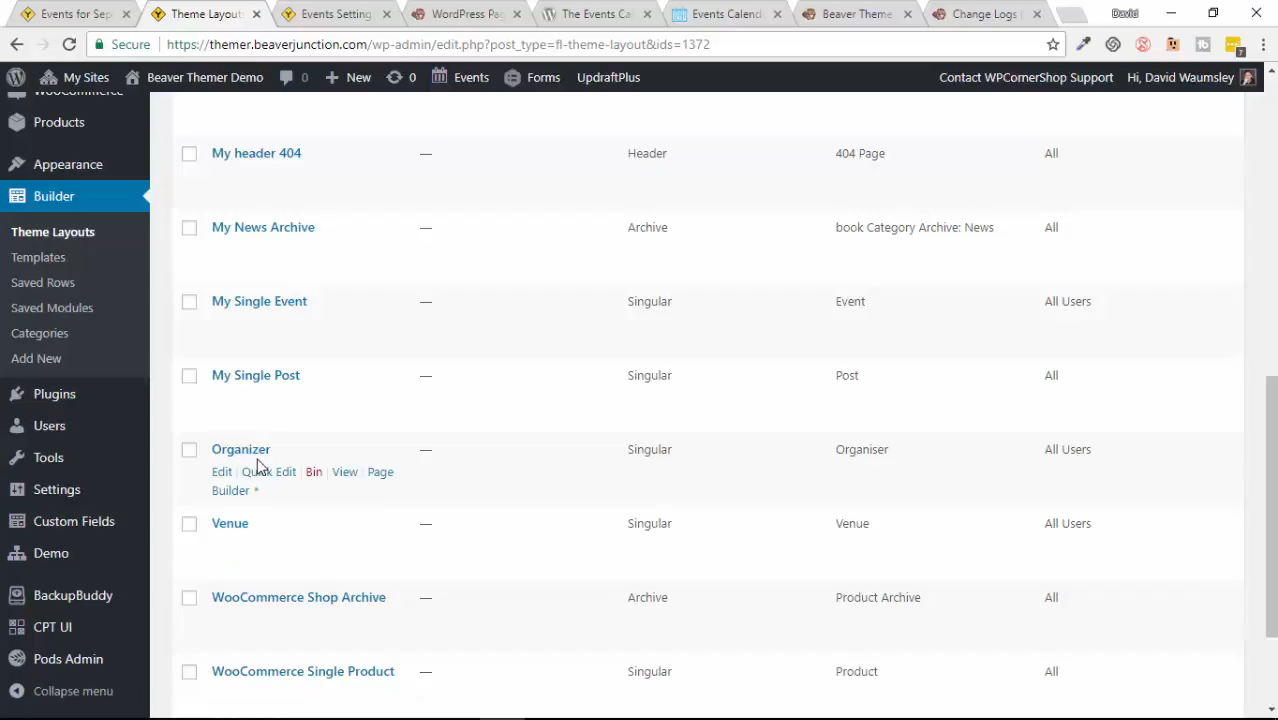 Events for Sep
Theme Layout
Events Setting
WordPress Pag
The Events Cal
Events Calend
Beaver Theme
Change Logs
David
Secure
https://themer.beaverjunction.com/wp-admin/edit.php?post_type=fl-theme-layout&ids=1372
7
My Sites
Beaver Themer Demo
0
New
0
Events
Forms
UpdraftPlus
Contact WPCornerShop Support
Hi, David Waumsley
WooCommerce
Products
Appearance
Builder
Theme Layouts
Templates
Saved Rows
Saved Modules
Categories
Add New
Plugins
Users
Tools
Settings
Custom Fields
Demo
BackupBuddy
CPT UI
Pods Admin
Collapse menu
My header 404 — Header 404 Page All
My News Archive — Archive book Category Archive: News All
My Single Event — Singular Event All Users
My Single Post — Singular Post All
Organizer — Singular Organiser All Users
Edit | Quick Edit | Bin | View | Page
Builder •
Venue — Singular Venue All Users
WooCommerce Shop Archive — Archive Product Archive All
WooCommerce Single Product — Singular Product All